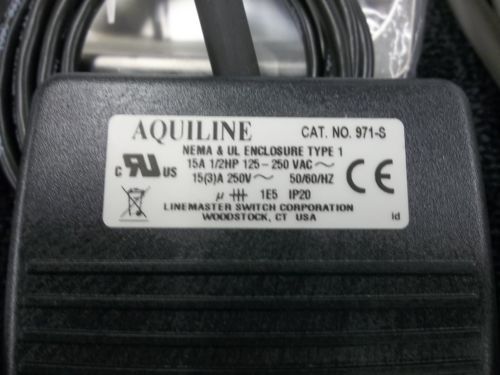 AQUILINE CAT. NO. 971-S
NEMA & UL ENCLOSURE TYPE 1
15A 1/2HP 125-250 VAC~
15(3)A 250V~ 50/60/HZ
µ 1E5 IP20
C UL US
CE
LINEMASTER SWITCH CORPORATION
WOODSTOCK, CT USA
id